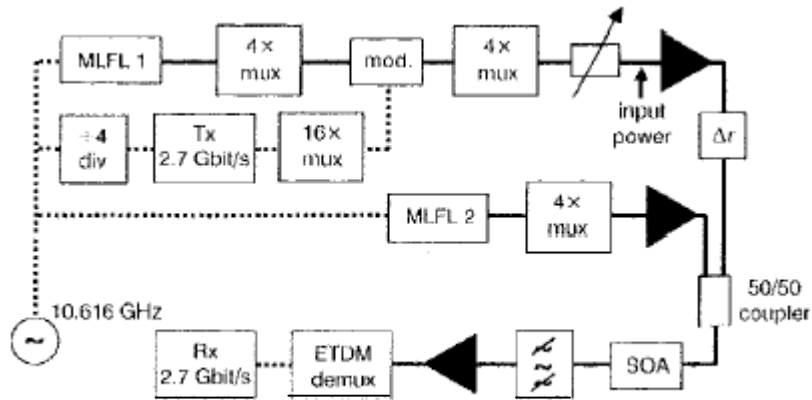 MLFL 1
4×
mux
mod.
4×
mux
input
power
Δr
÷4
div
Tx
2.7 Gbit/s
16×
mux
MLFL 2
4×
mux
50/50
coupler
10.616 GHz
~
Rx
2.7 Gbit/s
ETDM
demux
SOA